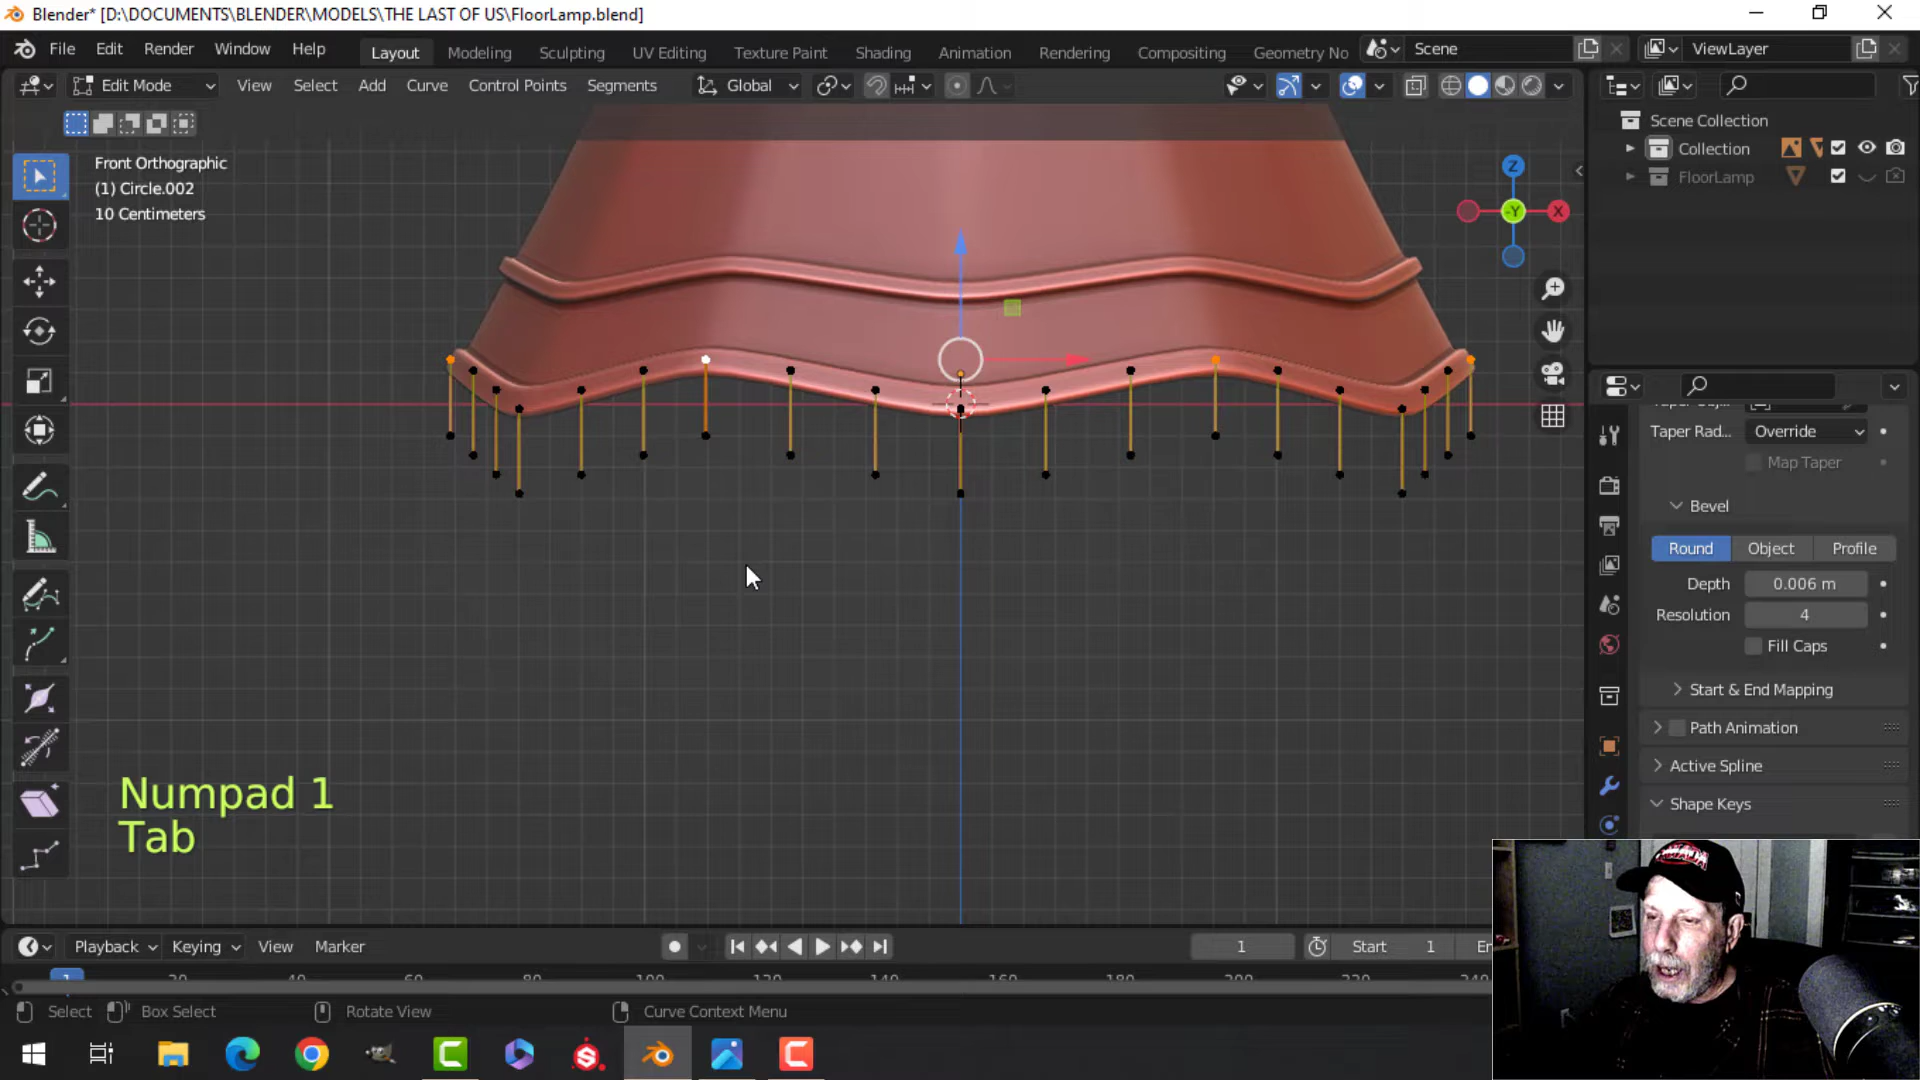 Blender* [D:\DOCUMENTS\BLENDER\MODELS\THE LAST OF US\FloorLamp.blend]
File Edit Render Window Help
Layout Modeling Sculpting UV Editing Texture Paint Shading Animation Rendering Compositing Geometry No
Scene
ViewLayer
Edit Mode View Select Add Curve Control Points Segments
Global
Scene Collection
Collection
FloorLamp
Front Orthographic
(1) Circle.002
10 Centimeters
Z
-Y
X
Taper Rad... Override
Map Taper
Bevel
Round Object Profile
Depth 0.006 m
Resolution 4
Fill Caps
Start & End Mapping
Path Animation
Active Spline
Shape Keys
Numpad 1
Tab
Playback Keying View Marker
1
Start 1
1
Select Box Select Rotate View Curve Context Menu